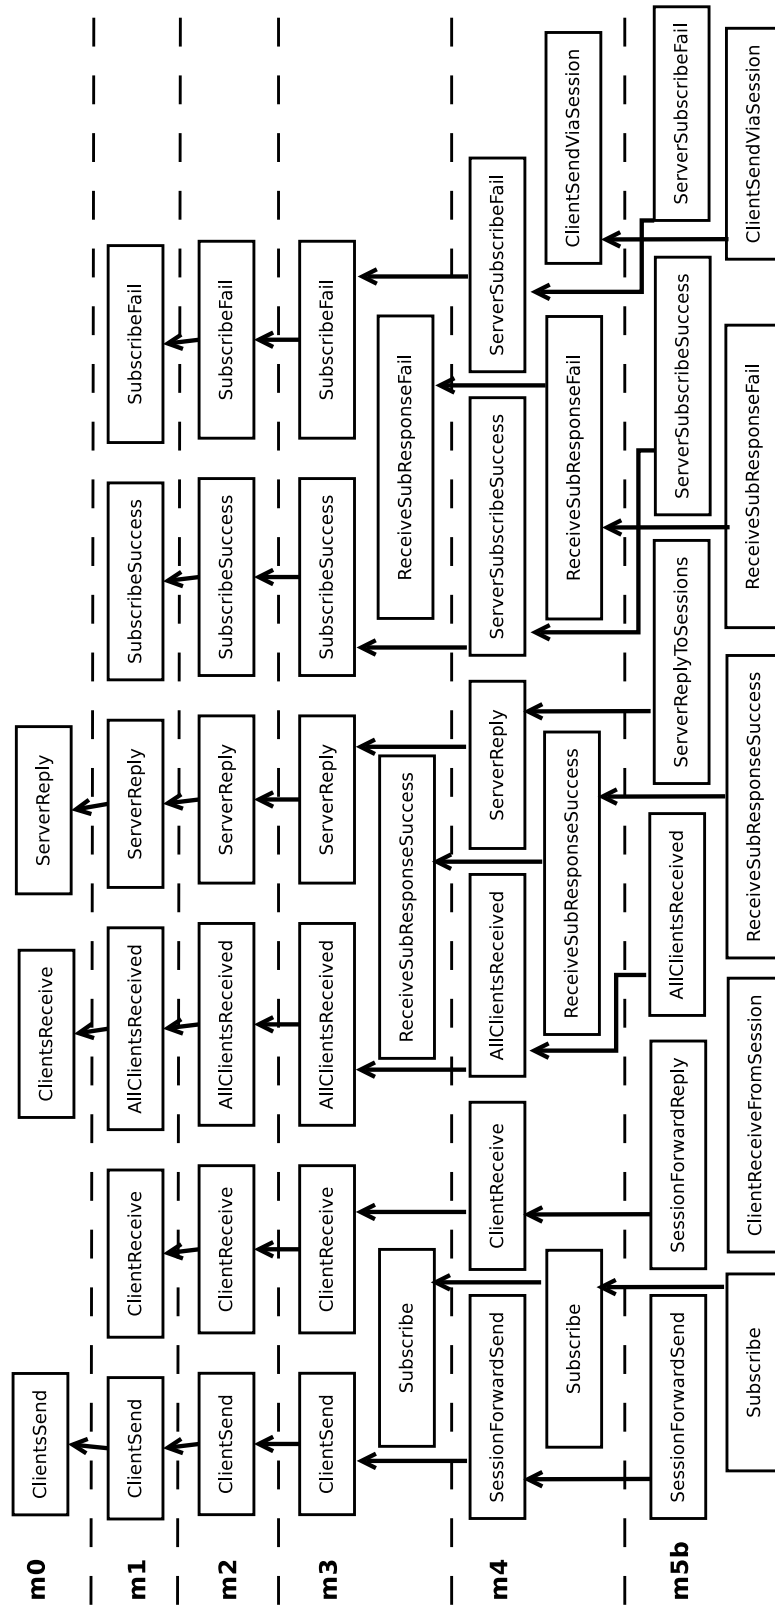 m0
ClientsSend
ClientsReceive
ServerReply
m1
ClientSend
ClientReceive
AllClientsReceived
ServerReply
SubscribeSuccess
SubscribeFail
m2
ClientSend
ClientReceive
AllClientsReceived
ServerReply
SubscribeSuccess
SubscribeFail
m3
ClientSend
ClientReceive
AllClientsReceived
ServerReply
SubscribeSuccess
SubscribeFail
Subscribe
ReceiveSubResponseSuccess
ReceiveSubResponseFail
m4
SessionForwardSend
ClientReceive
AllClientsReceived
ServerReply
ServerSubscribeSuccess
ServerSubscribeFail
Subscribe
ReceiveSubResponseSuccess
ReceiveSubResponseFail
ClientSendViaSession
m5b
SessionForwardSend
SessionForwardReply
AllClientsReceived
ServerReplyToSessions
ServerSubscribeSuccess
ServerSubscribeFail
Subscribe
ClientReceiveFromSession
ReceiveSubResponseSuccess
ReceiveSubResponseFail
ClientSendViaSession